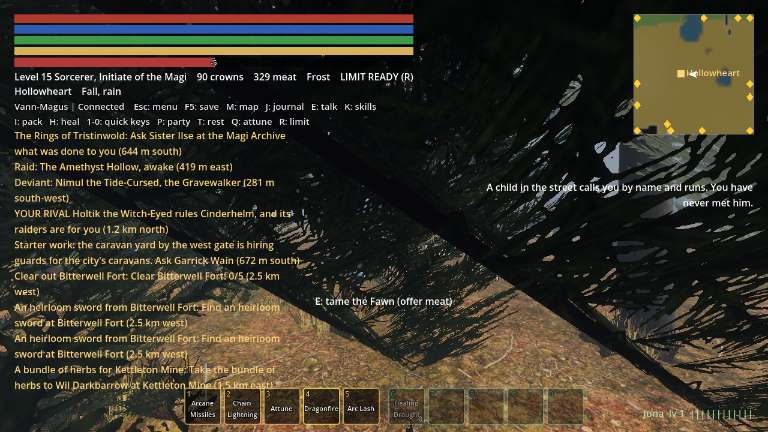 Level 15 Sorcerer, Initiate of the Magi 90 crowns 329 meat Frost LIMIT READY (R)
Hollowheart Fall, rain
Vann-Magus | Connected Esc: menu F5: save M: map J: journal E: talk K: skills
I: pack H: heal 1-0: quick keys P: party T: rest Q: attune R: limit
The Rings of Tristinwold: Ask Sister Ilse at the Magi Archive
what was done to you (644 m south)
Raid: The Amethyst Hollow, awake (419 m east)
Deviant: Nimul the Tide-Cursed, the Gravewalker (281 m
south-west)
YOUR RIVAL Holtik the Witch-Eyed rules Cinderhelm, and its
raiders are for you (1.2 km north)
Starter work: the caravan yard by the west gate is hiring
guards for the city's caravans. Ask Garrick Wain (672 m south)
Clear out Bitterwell Fort: Clear Bitterwell Fort: 0/5 (2.5 km
west)
An heirloom sword from Bitterwell Fort: Find an heirloom
sword at Bitterwell Fort (2.5 km west)
An heirloom sword from Bitterwell Fort: Find an heirloom
sword at Bitterwell Fort (2.5 km west)
A bundle of herbs for Kettleton Mine: Take the bundle of
herbs to Wil Darkbarrow at Kettleton Mine (1.5 km east)
Hollowheart
A child in the street calls you by name and runs. You have
never met him.
E: tame the Fawn (offer meat)
1 Arcane Missiles
2 Chain Lightning
3 Attune
4 Dragonfire
5 Arc Lash
Healing Draught
Jona lv 1